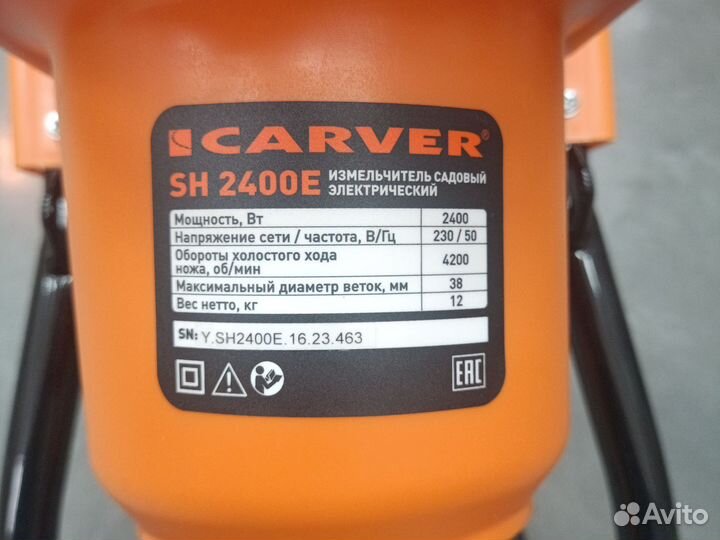 CARVER®
SH 2400E
ИЗМЕЛЬЧИТЕЛЬ САДОВЫЙ
ЭЛЕКТРИЧЕСКИЙ
Мощность, Вт 2400
Напряжение сети / частота, В/Гц 230 / 50
Обороты холостого хода
ножа, об/мин 4200
Максимальный диаметр веток, мм 38
Вес нетто, кг 12
SN: Y.SH2400E.16.23.463
EAC
Avito